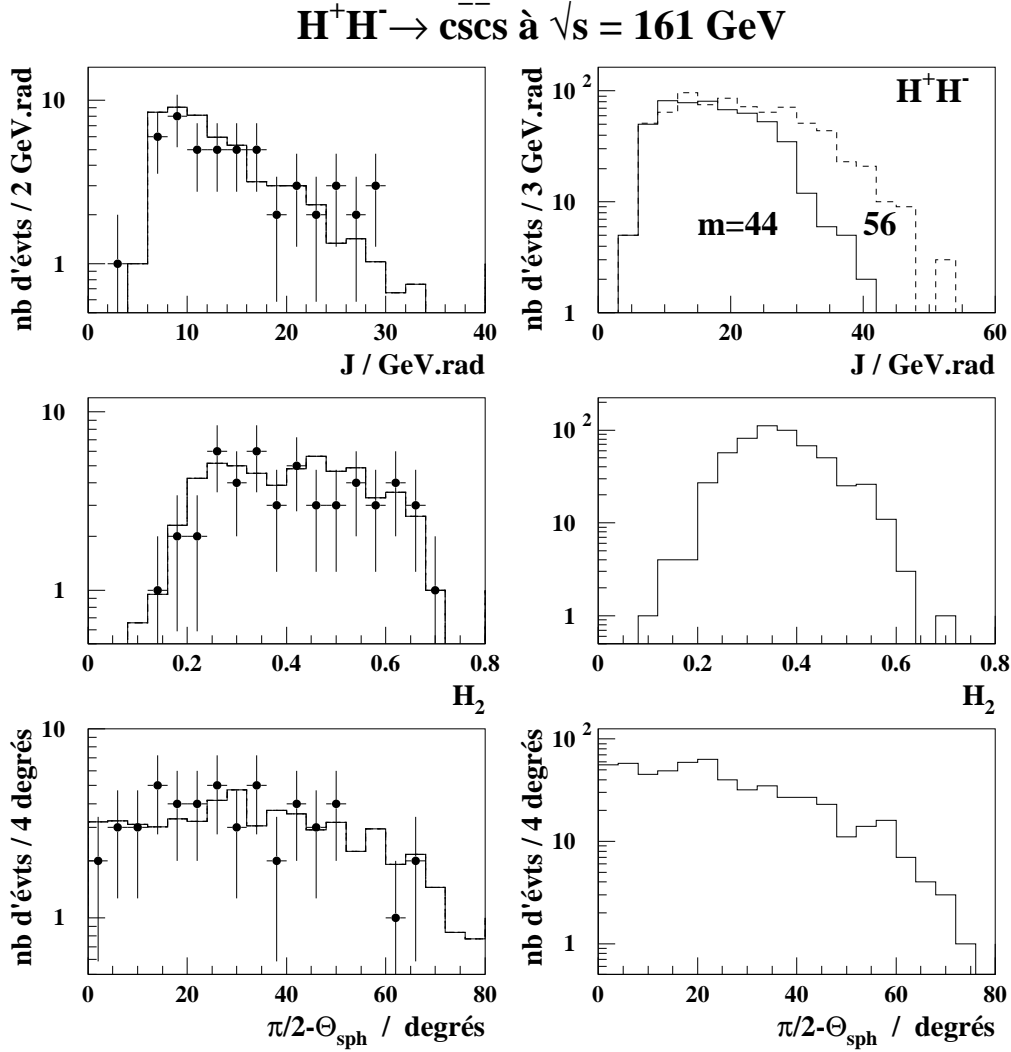 H⁺H⁻ → cs̄c̄s à √s = 161 GeV
nb d'évts / 2 GeV.rad
10
1
0 10 20 30 40
J / GeV.rad
nb d'évts / 3 GeV.rad
10²
10
1
H⁺H⁻
m=44
56
0 20 40 60
J / GeV.rad
10
1
0 0.2 0.4 0.6 0.8
H₂
10²
10
1
0 0.2 0.4 0.6 0.8
H₂
nb d'évts / 4 degrés
10
1
0 20 40 60 80
π/2-Θsph / degrés
nb d'évts / 4 degrés
10²
10
1
0 20 40 60 80
π/2-Θsph / degrés